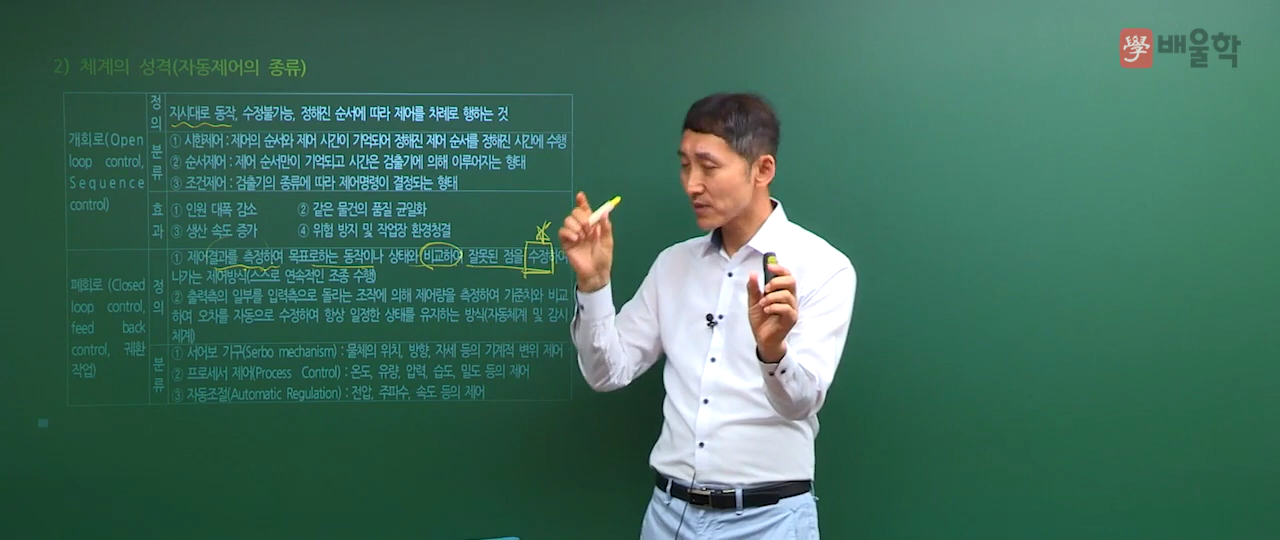 學 배울학
2) 체계의 성격(자동제어의 종류)
개회로(Open loop control, Sequence control)
정의
지시대로 동작, 수정불가능, 정해진 순서에 따라 제어를 차례로 행하는 것
분류
① 시한제어 : 제어의 순서와 제어 시간이 기억되어 정해진 제어 순서를 정해진 시간에 수행
② 순서제어 : 제어 순서만이 기억되고 시간은 검출기에 의해 이루어지는 형태
③ 조건제어 : 검출기의 종류에 따라 제어명령이 결정되는 형태
효과
① 인원 대폭 감소 ② 같은 물건의 품질 균일화
③ 생산 속도 증가 ④ 위험 방지 및 작업장 환경청결
폐회로 (Closed loop control, feed back control, 궤환 작업)
정의
① 제어결과를 측정하여 목표로하는 동작이나 상태와 비교하여 잘못된 점을 수정하여
나가는 제어방식(스스로 연속적인 조종 수행)
② 출력측의 일부를 입력측으로 돌리는 조작에 의해 제어량을 측정하여 기준치와 비교
하여 오차를 자동으로 수정하여 항상 일정한 상태를 유지하는 방식(자동체계 및 감시
체계)
분류
① 서어보 기구(Serbo mechanism) : 물체의 위치, 방향, 자세 등의 기계적 변위 제어
② 프로세서 제어(Process Control) : 온도, 유량, 압력, 습도, 밀도 등의 제어
③ 자동조절(Automatic Regulation) : 전압, 주파수, 속도 등의 제어